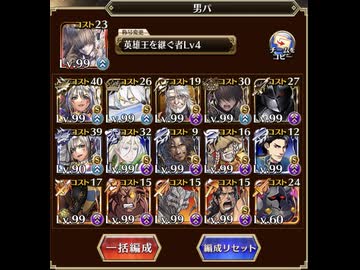 男パ
コスト23
Lv.99
称号変更
英雄王を継ぐ者Lv4
チーム
コピー
コスト40 コスト26 コスト19 コスト30 コスト27
Lv.99 Lv.99 Lv.99 Lv.99 Lv.99
コスト39 コスト32 コスト9 コスト16 コスト12
Lv.90 Lv.99 Lv.99 Lv.99 Lv.99
コスト17 コスト15 コスト15 コスト15 コスト24
Lv.99 Lv.99 Lv.99 Lv.99 Lv.60
一括編成
編成リセット